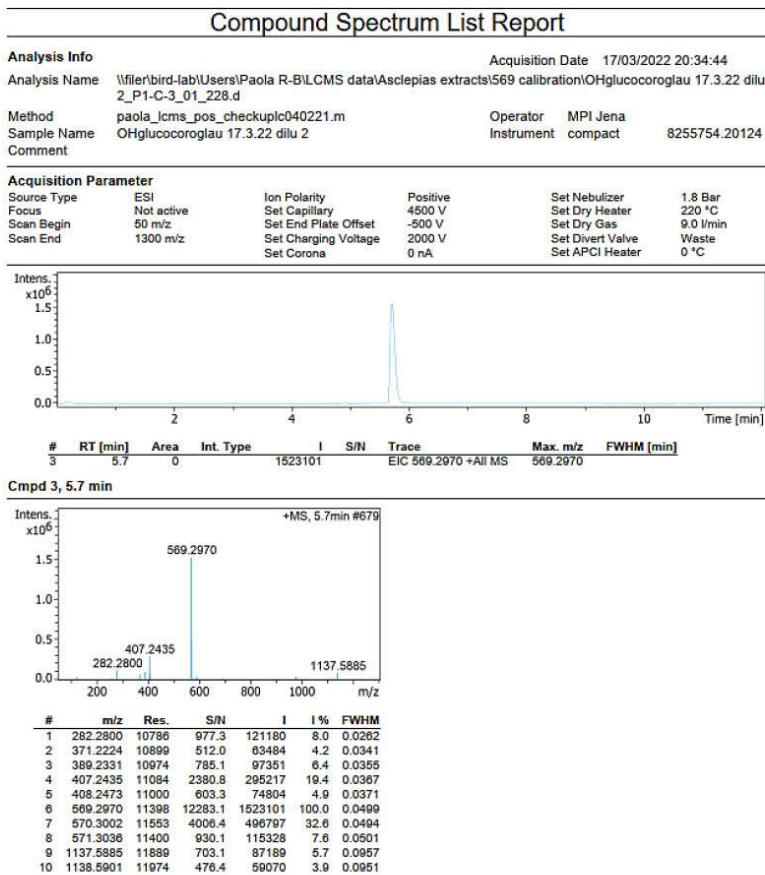 Compound Spectrum List Report
Analysis Info
Acquisition Date 17/03/2022 20:34:44
Analysis Name \\filer\bird-lab\Users\Paola R-B\LCMS data\Asclepias extracts\569 calibration\OHglucocoroglau 17.3.22 dilu
2_P1-C-3_01_228.d
Method paola_lcms_pos_checkuplc040221.m Operator MPI Jena
Sample Name OHglucocoroglau 17.3.22 dilu 2 Instrument compact 8255754.20124
Comment
Acquisition Parameter
Source Type ESI Ion Polarity Positive Set Nebulizer 1.8 Bar
Focus Not active Set Capillary 4500 V Set Dry Heater 220 °C
Scan Begin 50 m/z Set End Plate Offset -500 V Set Dry Gas 9.0 l/min
Scan End 1300 m/z Set Charging Voltage 2000 V Set Divert Valve Waste
Set Corona 0 nA Set APCI Heater 0 °C
Intens.
x10⁶
1.5
1.0
0.5
0.0
2 4 6 8 10 Time [min]
# RT [min] Area Int. Type I S/N Trace Max. m/z FWHM [min]
3 5.7 0 1523101 EIC 569.2970 +All MS 569.2970
Cmpd 3, 5.7 min
Intens.
x10⁶
+MS, 5.7min #679
569.2970
1.5
1.0
0.5
407.2435
282.2800
1137.5885
0.0
200 400 600 800 1000 m/z
# m/z Res. S/N I I % FWHM
1 282.2800 10786 977.3 121180 8.0 0.0262
2 371.2224 10899 512.0 63484 4.2 0.0341
3 389.2331 10974 785.1 97351 6.4 0.0355
4 407.2435 11084 2380.8 295217 19.4 0.0367
5 408.2473 11000 603.3 74804 4.9 0.0371
6 569.2970 11398 12283.1 1523101 100.0 0.0499
7 570.3002 11553 4006.4 496797 32.6 0.0494
8 571.3036 11400 930.1 115328 7.6 0.0501
9 1137.5885 11889 703.1 87189 5.7 0.0957
10 1138.5901 11974 476.4 59070 3.9 0.0951